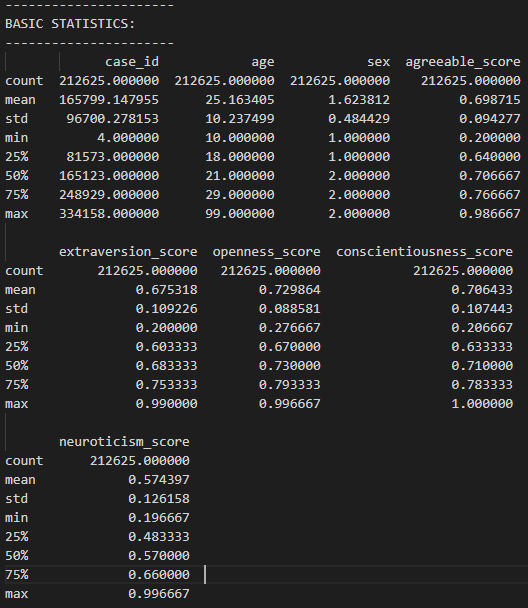 ----------------------
BASIC STATISTICS:
----------------------
case_id age sex agreeable_score
count 212625.000000 212625.000000 212625.000000 212625.000000
mean 165799.147955 25.163405 1.623812 0.698715
std 96700.278153 10.237499 0.484429 0.094277
min 4.000000 10.000000 1.000000 0.200000
25% 81573.000000 18.000000 1.000000 0.640000
50% 165123.000000 21.000000 2.000000 0.706667
75% 248929.000000 29.000000 2.000000 0.766667
max 334158.000000 99.000000 2.000000 0.986667
extraversion_score openness_score conscientiousness_score
count 212625.000000 212625.000000 212625.000000
mean 0.675318 0.729864 0.706433
std 0.109226 0.088581 0.107443
min 0.200000 0.276667 0.206667
25% 0.603333 0.670000 0.633333
50% 0.683333 0.730000 0.710000
75% 0.753333 0.793333 0.783333
max 0.990000 0.996667 1.000000
neuroticism_score
count 212625.000000
mean 0.574397
std 0.126158
min 0.196667
25% 0.483333
50% 0.570000
75% 0.660000
max 0.996667